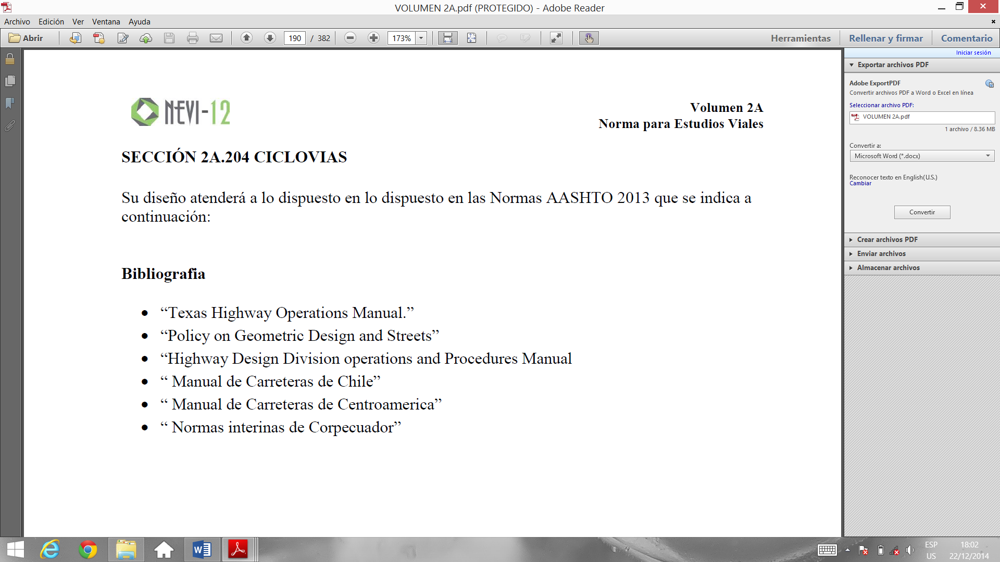 VOLUMEN 2A.pdf (PROTEGIDO) - Adobe Reader
Archivo Edición Ver Ventana Ayuda
Abrir 190 / 382 173% Herramientas Rellenar y firmar Comentario
Iniciar sesión
Exportar archivos PDF
Adobe ExportPDF
Convertir archivos PDF a Word o Excel en línea
Seleccionar archivo PDF:
VOLUMEN 2A.pdf
1 archivo / 8.36 MB
Convertir a:
Microsoft Word (*.docx)
Reconocer texto en English(U.S.)
Cambiar
Convertir
Crear archivos PDF
Enviar archivos
Almacenar archivos
NEVI-12
Volumen 2A
Norma para Estudios Viales
SECCIÓN 2A.204 CICLOVIAS
Su diseño atenderá a lo dispuesto en lo dispuesto en las Normas AASHTO 2013 que se indica a
continuación:
Bibliografia
• “Texas Highway Operations Manual.”
• “Policy on Geometric Design and Streets”
• “Highway Design Division operations and Procedures Manual
• “ Manual de Carreteras de Chile”
• “ Manual de Carreteras de Centroamerica”
• “ Normas interinas de Corpecuador”
ESP 18:02
US 22/12/2014